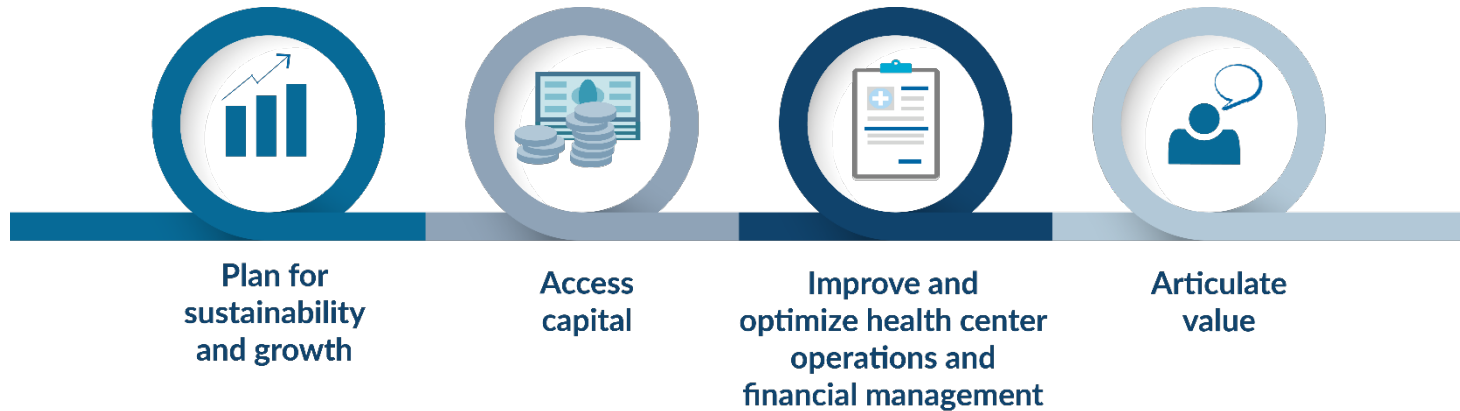 Plan for
sustainability
and growth
Access
capital
Improve and
optimize health center
operations and
financial management
Articulate
value